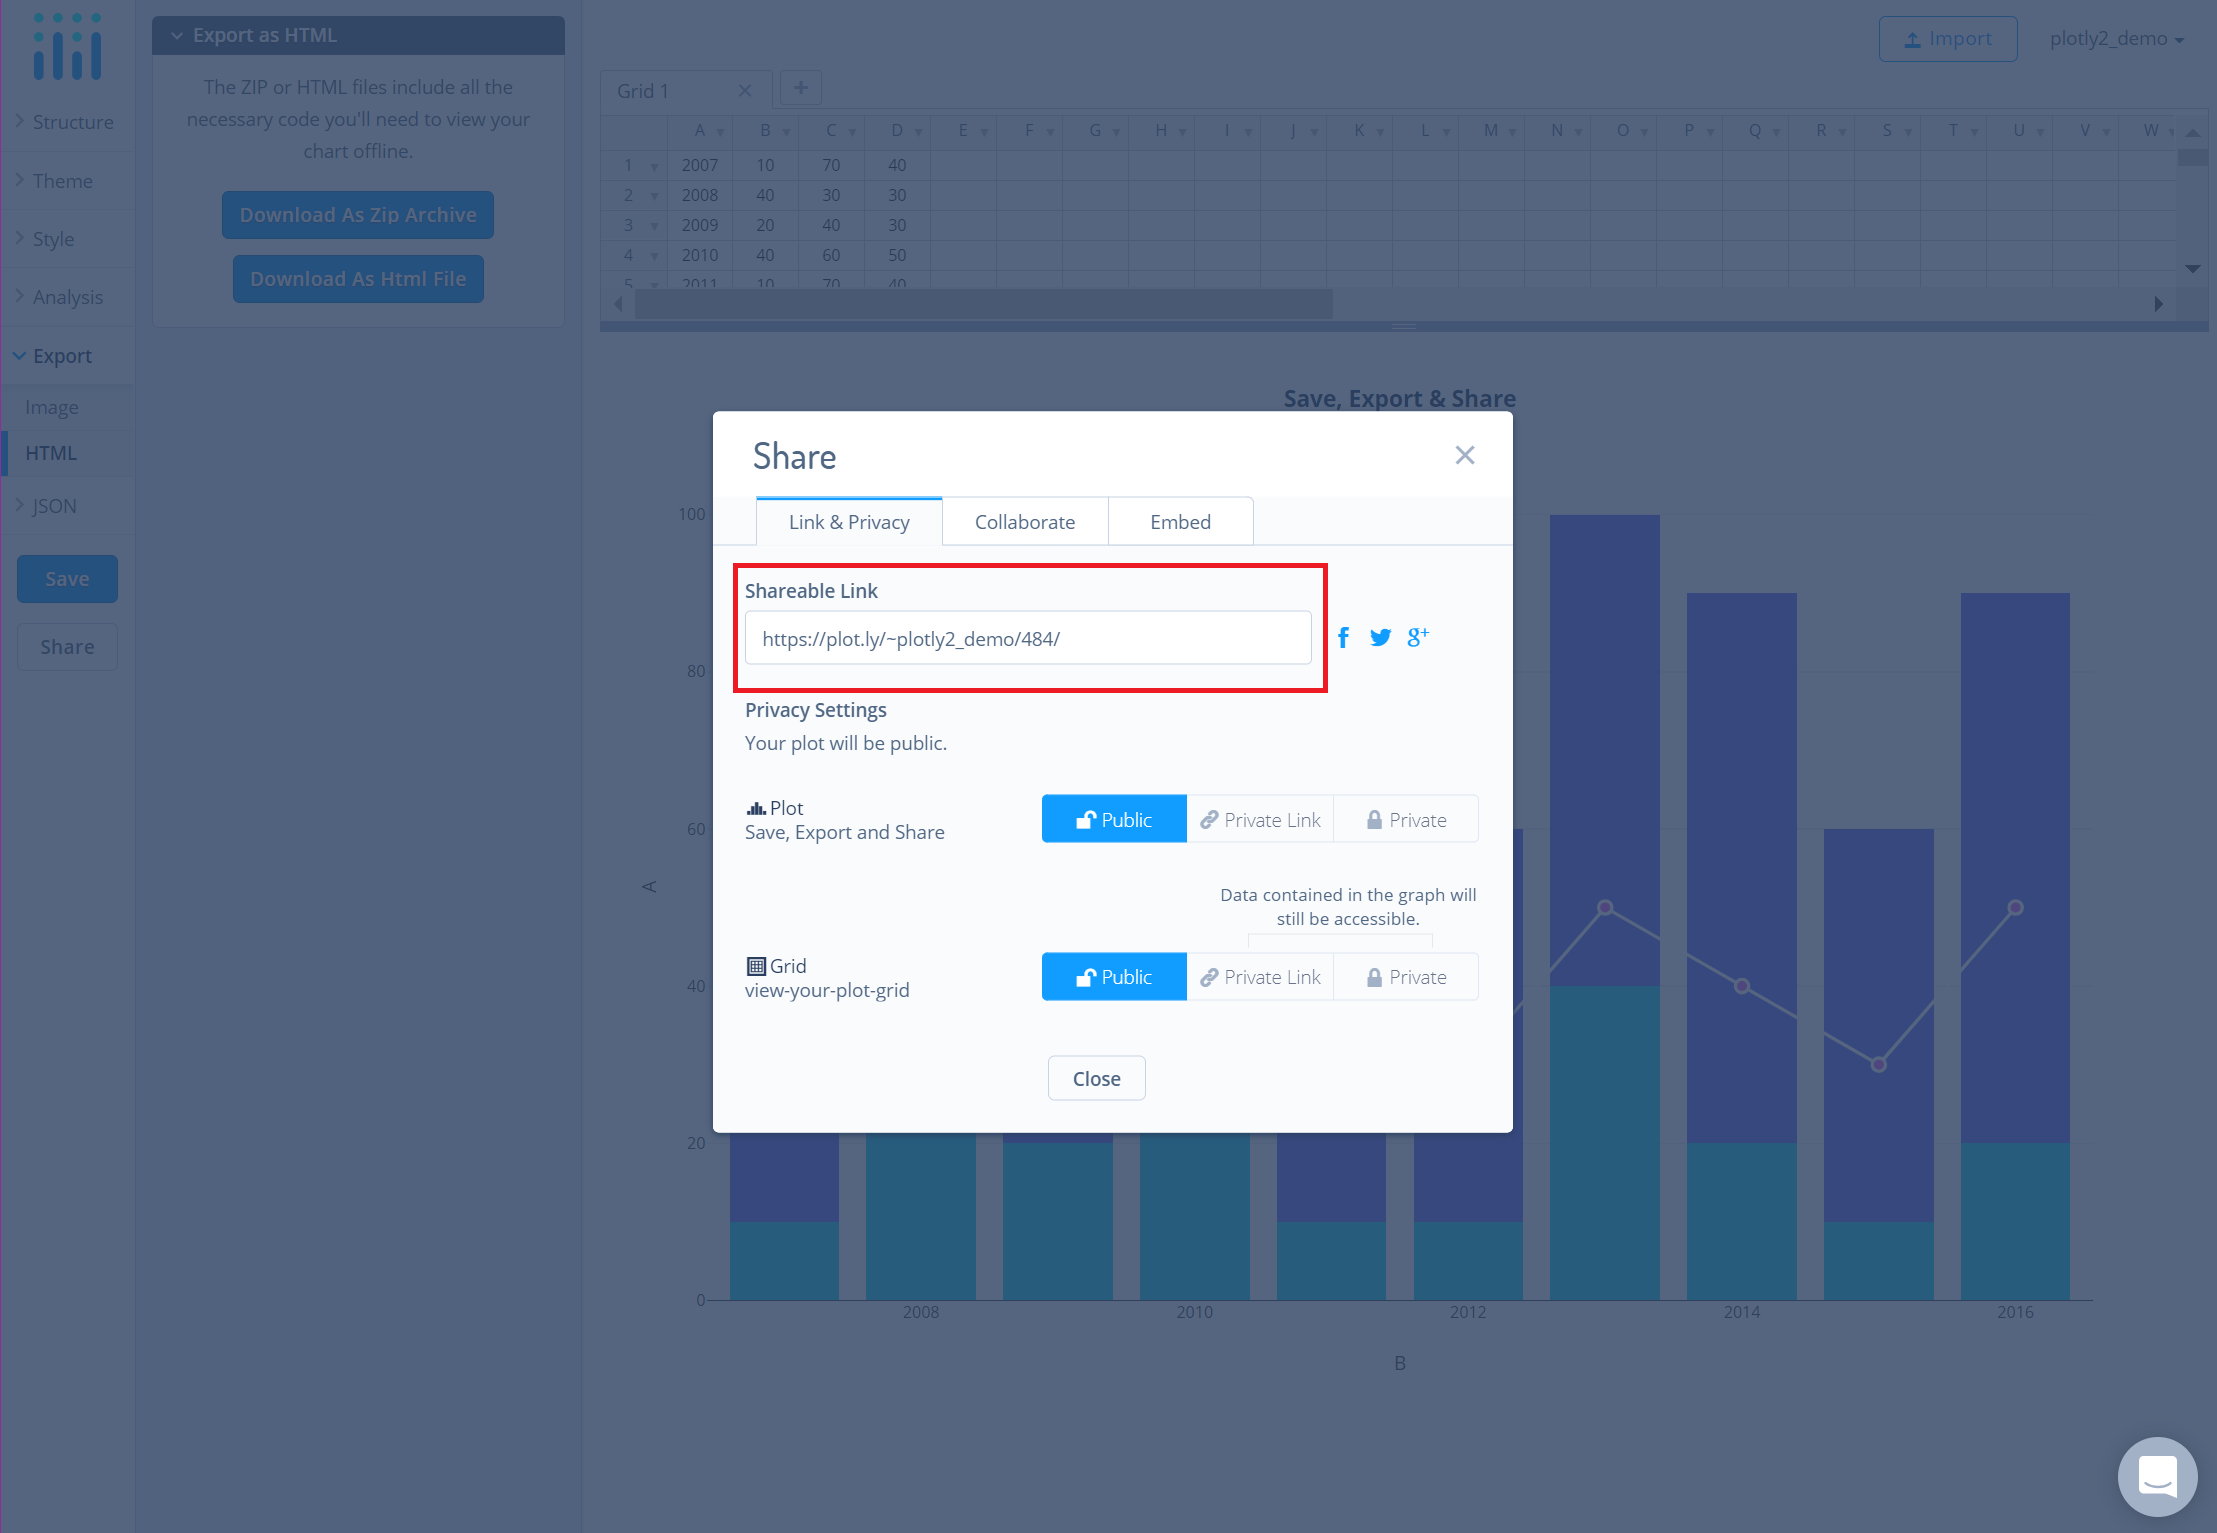 Export as HTML
The ZIP or HTML files include all the
necessary code you'll need to view your
chart offline.
Download As Zip Archive
Download As Html File
Structure
Theme
Style
Analysis
Export
Image
HTML
JSON
Save
Share
Import
plotly2_demo
Grid 1
+
A B C D E F G H I J K L M N O P Q R S T U V W
1 2007 10 70 40
2 2008 40 30 30
3 2009 20 40 30
4 2010 40 60 50
5 2011 10 70 40
Save, Export & Share
Share
Link & Privacy
Collaborate
Embed
Shareable Link
https://plot.ly/~plotly2_demo/484/
f
g+
Privacy Settings
Your plot will be public.
Plot
Save, Export and Share
Public
Private Link
Private
Data contained in the graph will
still be accessible.
Grid
view-your-plot-grid
Public
Private Link
Private
Close
100
80
60
40
20
0
A
2008
2010
2012
2014
2016
B